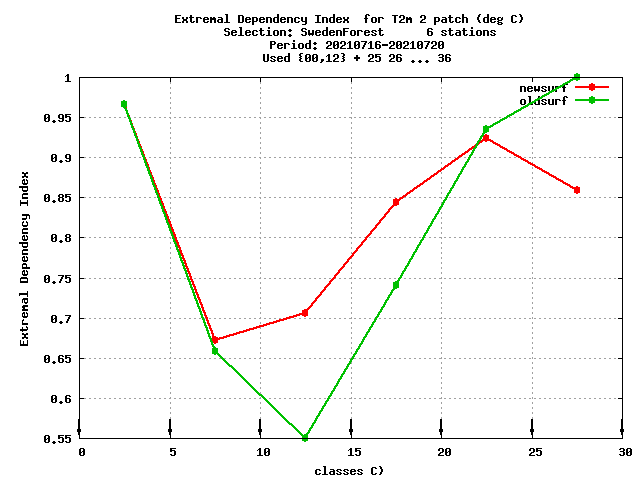 Extremal Dependency Index  for T2m 2 patch (deg C)
Selection: SwedenForest      6 stations
Period: 20210716-20210720
Used {00,12} + 25 26 ... 36
newsurf
oldsurf
1
0.95
0.9
0.85
0.8
0.75
0.7
0.65
0.6
0.55
Extremal Dependency Index
0 5 10 15 20 25 30
classes C)